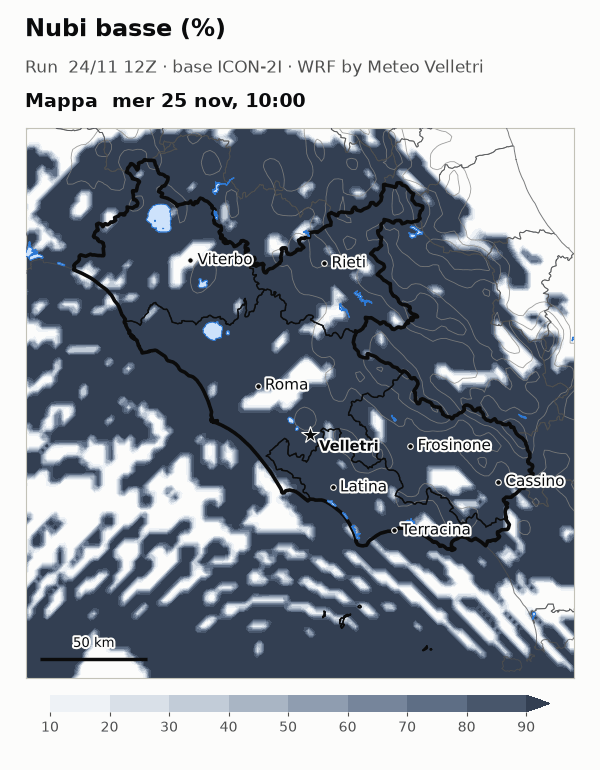 Nubi basse (%)
Run  24/11 12Z · base ICON-2I · WRF by Meteo Velletri
Mappa  mer 25 nov, 10:00
Viterbo
Rieti
Roma
Velletri
Frosinone
Cassino
Latina
Terracina
50 km
10 20 30 40 50 60 70 80 90